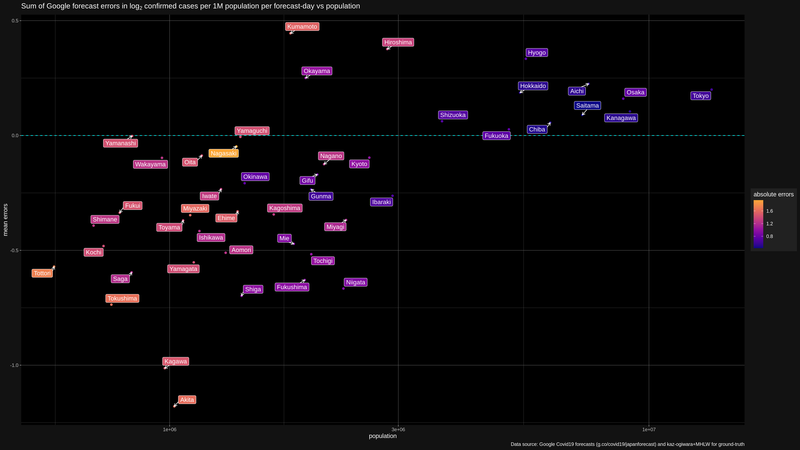 Sum of Google forecast errors in log₂ confirmed cases per 1M population per forecast-day vs population
0.5
Kumamoto
Hiroshima
Hyogo
Okayama
Hokkaido
Aichi
Osaka
Tokyo
Saitama
Shizuoka
Kanagawa
Yamaguchi
Chiba
Fukuoka
0.0
Yamanashi
Nagasaki
Nagano
Wakayama
Oita
Kyoto
Okinawa
Gifu
Iwate
Gunma
Ibaraki
Fukui
Miyazaki
Kagoshima
Shimane
Ehime
Toyama
Miyagi
Ishikawa
Mie
mean errors
-0.5
Kochi
Aomori
Tochigi
Yamagata
Tottori
Saga
Shiga
Fukushima
Niigata
Tokushima
-1.0
Kagawa
Akita
absolute errors
1.6
1.2
0.8
1e+06
3e+06
1e+07
population
Data source: Google Covid19 forecasts (g.co/covid19/japanforecast) and kaz-ogiwara+MHLW for ground-truth